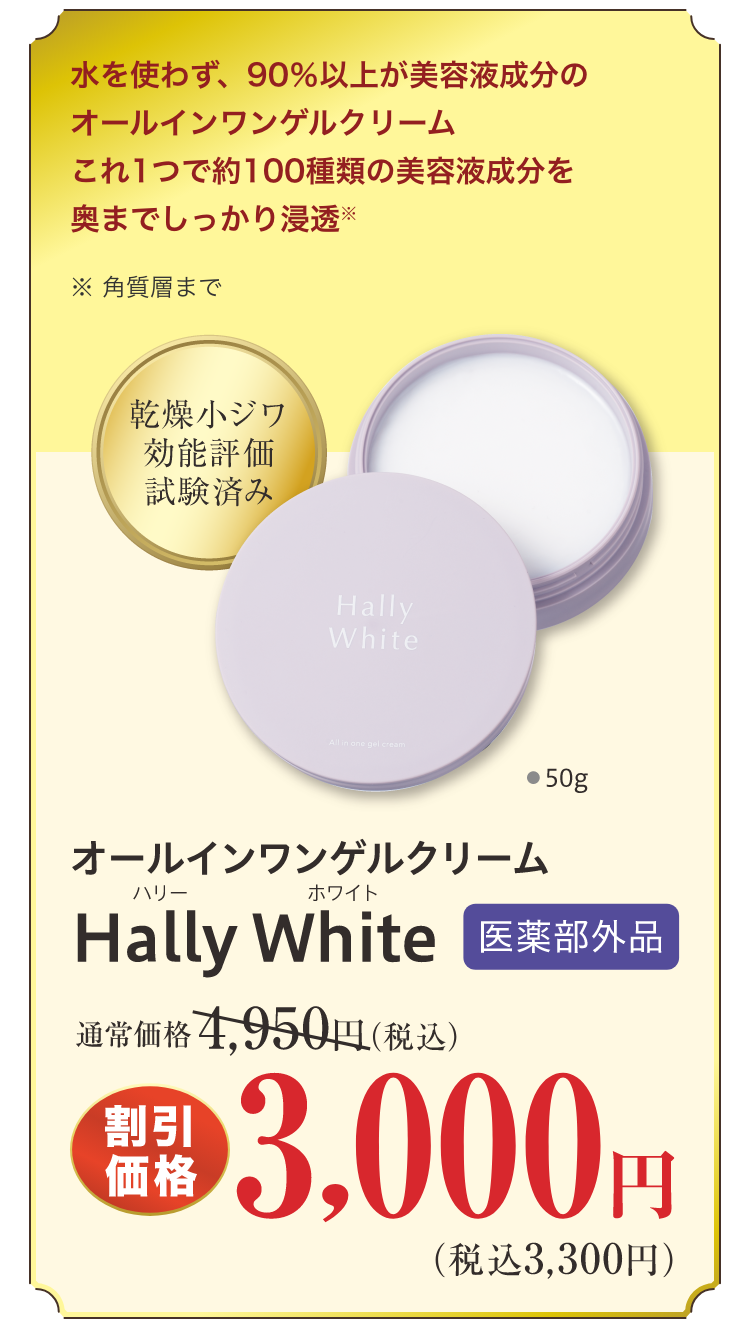 水を使わず、90%以上が美容液成分の
オールインワンゲルクリーム
これ1つで約100種類の美容液成分を
奥までしっかり浸透※
※ 角質層まで
乾燥小ジワ
効能評価
試験済み
Hally
White
All in one gel cream
●50g
オールインワンゲルクリーム
ハリー ホワイト
Hally White 医薬部外品
通常価格4,950円(税込)
割引
価格
3,000円
(税込3,300円)